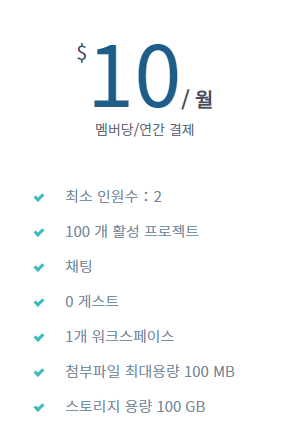 $10/ 월
멤버당/연간 결제
최소 인원수 : 2
100 개 활성 프로젝트
채팅
0 게스트
1개 워크스페이스
첨부파일 최대용량 100 MB
스토리지 용량 100 GB